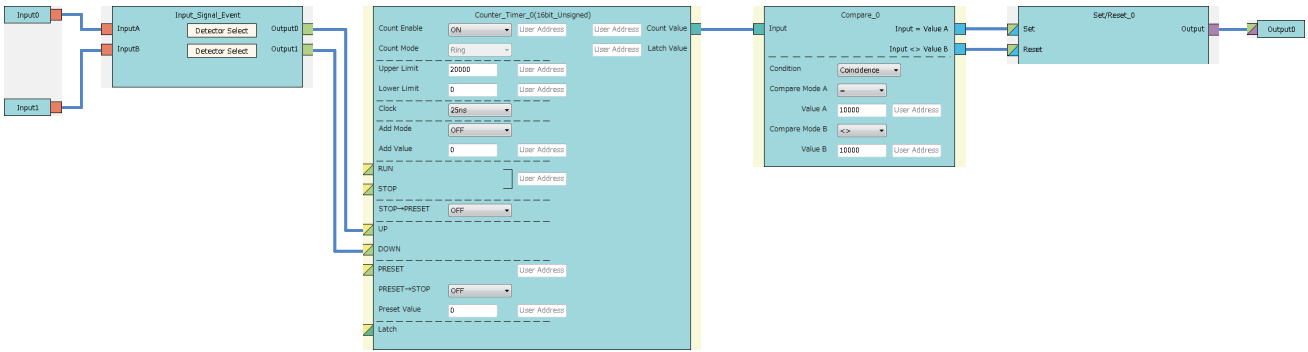 Input0
Input1
Input_Signal_Event
InputA Detector Select Output0
InputB Detector Select Output1
Counter_Timer_0(16bit_Unsigned)
Count Enable ON User Address User Address Count Value
Count Mode Ring User Address Latch Value
Upper Limit 20000 User Address
Lower Limit 0 User Address
Clock 25ns
Add Mode OFF
Add Value 0 User Address
RUN
User Address
STOP
STOP→PRESET OFF
UP
DOWN
PRESET User Address
PRESET→STOP OFF
Preset Value 0 User Address
Latch
Compare_0
Input Input = Value A
Input <> Value B
Condition Coincidence
Compare Mode A =
Value A 10000 User Address
Compare Mode B <>
Value B 10000 User Address
Set/Reset_0
Set Output
Reset
Output0